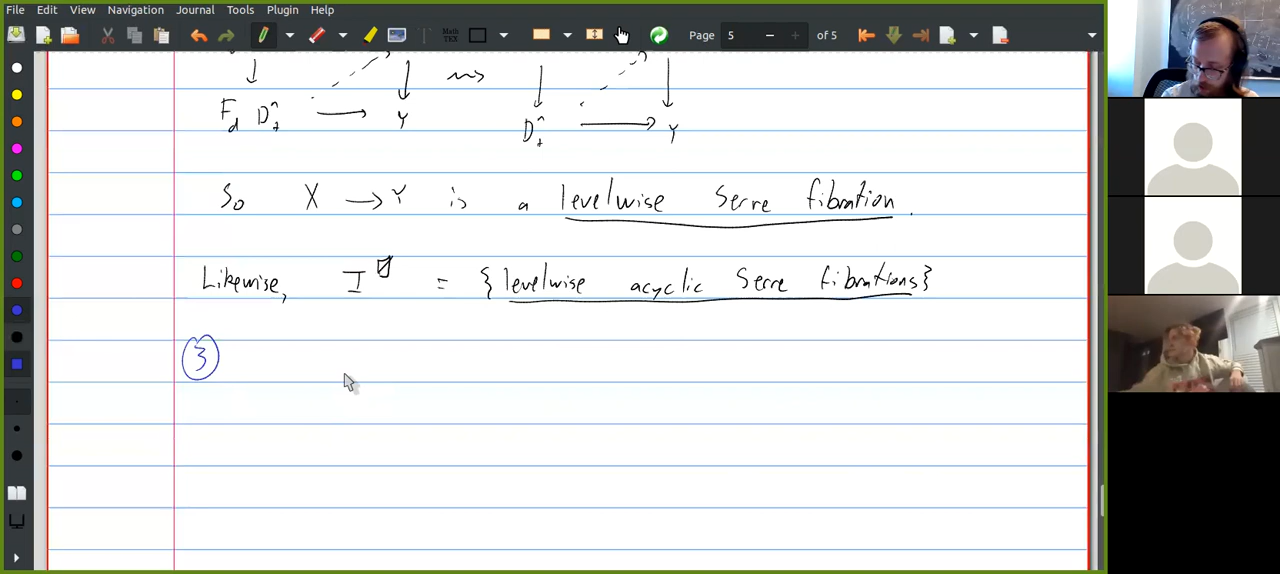 File Edit View Navigation Journal Tools Plugin Help
Page 5 − + of 5
F_d D^n_+ → Y D^n_+ → Y
So X → Y is a levelwise Serre fibration.
Likewise, I^⧄ = {levelwise acyclic Serre fibrations}
③